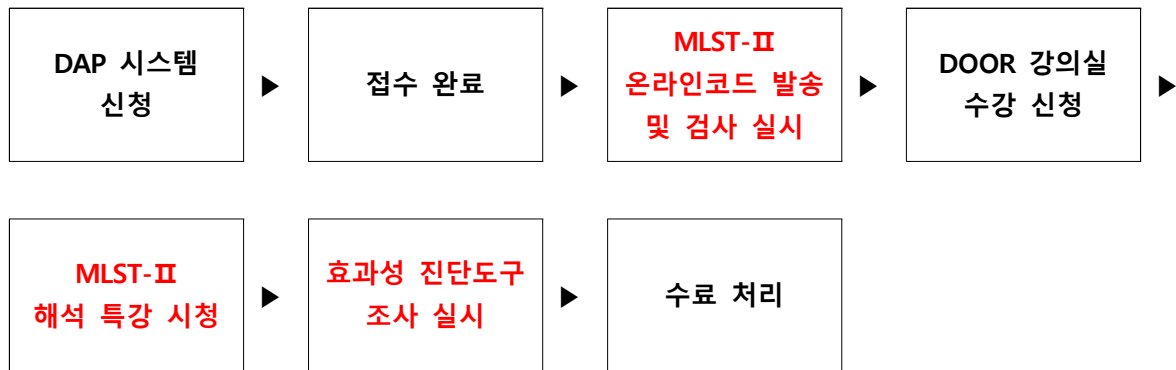 DAP 시스템
신청
▶
접수 완료
▶
MLST-Ⅱ
온라인코드 발송
및 검사 실시
▶
DOOR 강의실
수강 신청
▶
MLST-Ⅱ
해석 특강 시청
▶
효과성 진단도구
조사 실시
▶
수료 처리